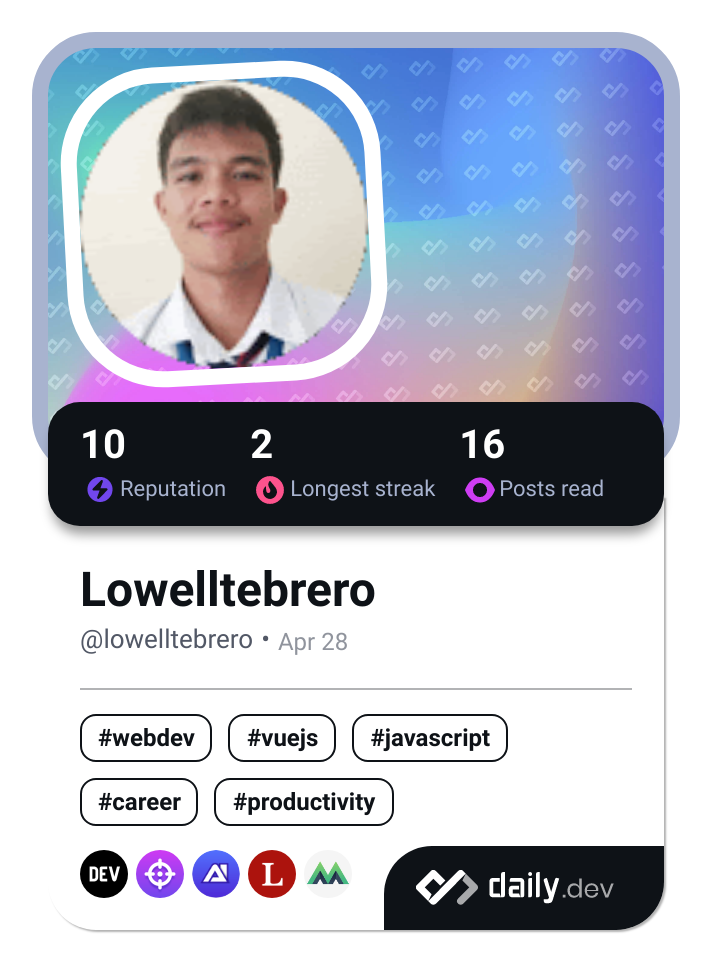 10 2 16
Reputation Longest streak Posts read
Lowelltebrero
@lowelltebrero • Apr 28
#webdev #vuejs #javascript
#career #productivity
DEV L daily.dev